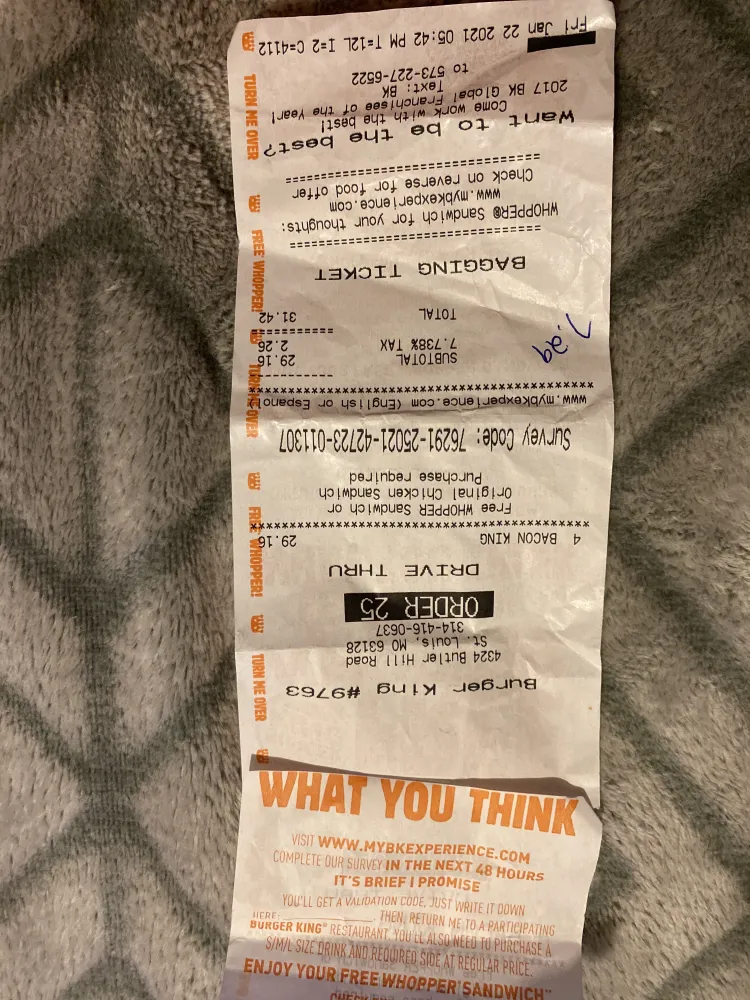 Burger King #9763
4324 Butler Hill Road
St. Louis, MO 63128
314-416-0637
ORDER 25
DRIVE THRU
4 BACON KING 29.16
************************************
Free WHOPPER Sandwich or
Original Chicken Sandwich
Purchase required
Survey Code: 76291-25021-42723-011307
www.mybkexperience.com (English or Espanol)
************************************
SUBTOTAL 29.16
7.738% TAX 2.26
TOTAL 31.42
BAGGING TICKET
WHOPPER® Sandwich for your thoughts:
www.mybkexperience.com
Check on reverse for food offer
Want to be the best?
Come work with the best!
2017 BK Global Franchisee of the Year!
Text: BK
to 573-227-6522
Fri Jan 22 2021 05:42 PM T=12L I=2 C=4112
TURN ME OVER
FREE WHOPPER!
TURN ME OVER
FREE WHOPPER!
TURN ME OVER
WHAT YOU THINK
VISIT WWW.MYBKEXPERIENCE.COM
COMPLETE OUR SURVEY IN THE NEXT 48 HOURS
IT'S BRIEF I PROMISE
YOU'LL GET A VALIDATION CODE, JUST WRITE IT DOWN
HERE: ____________. THEN, RETURN ME TO A PARTICIPATING
BURGER KING® RESTAURANT. YOU'LL ALSO NEED TO PURCHASE A
S/M/L SIZE DRINK AND REQUIRED SIDE AT REGULAR PRICE.
ENJOY YOUR FREE WHOPPER® SANDWICH**